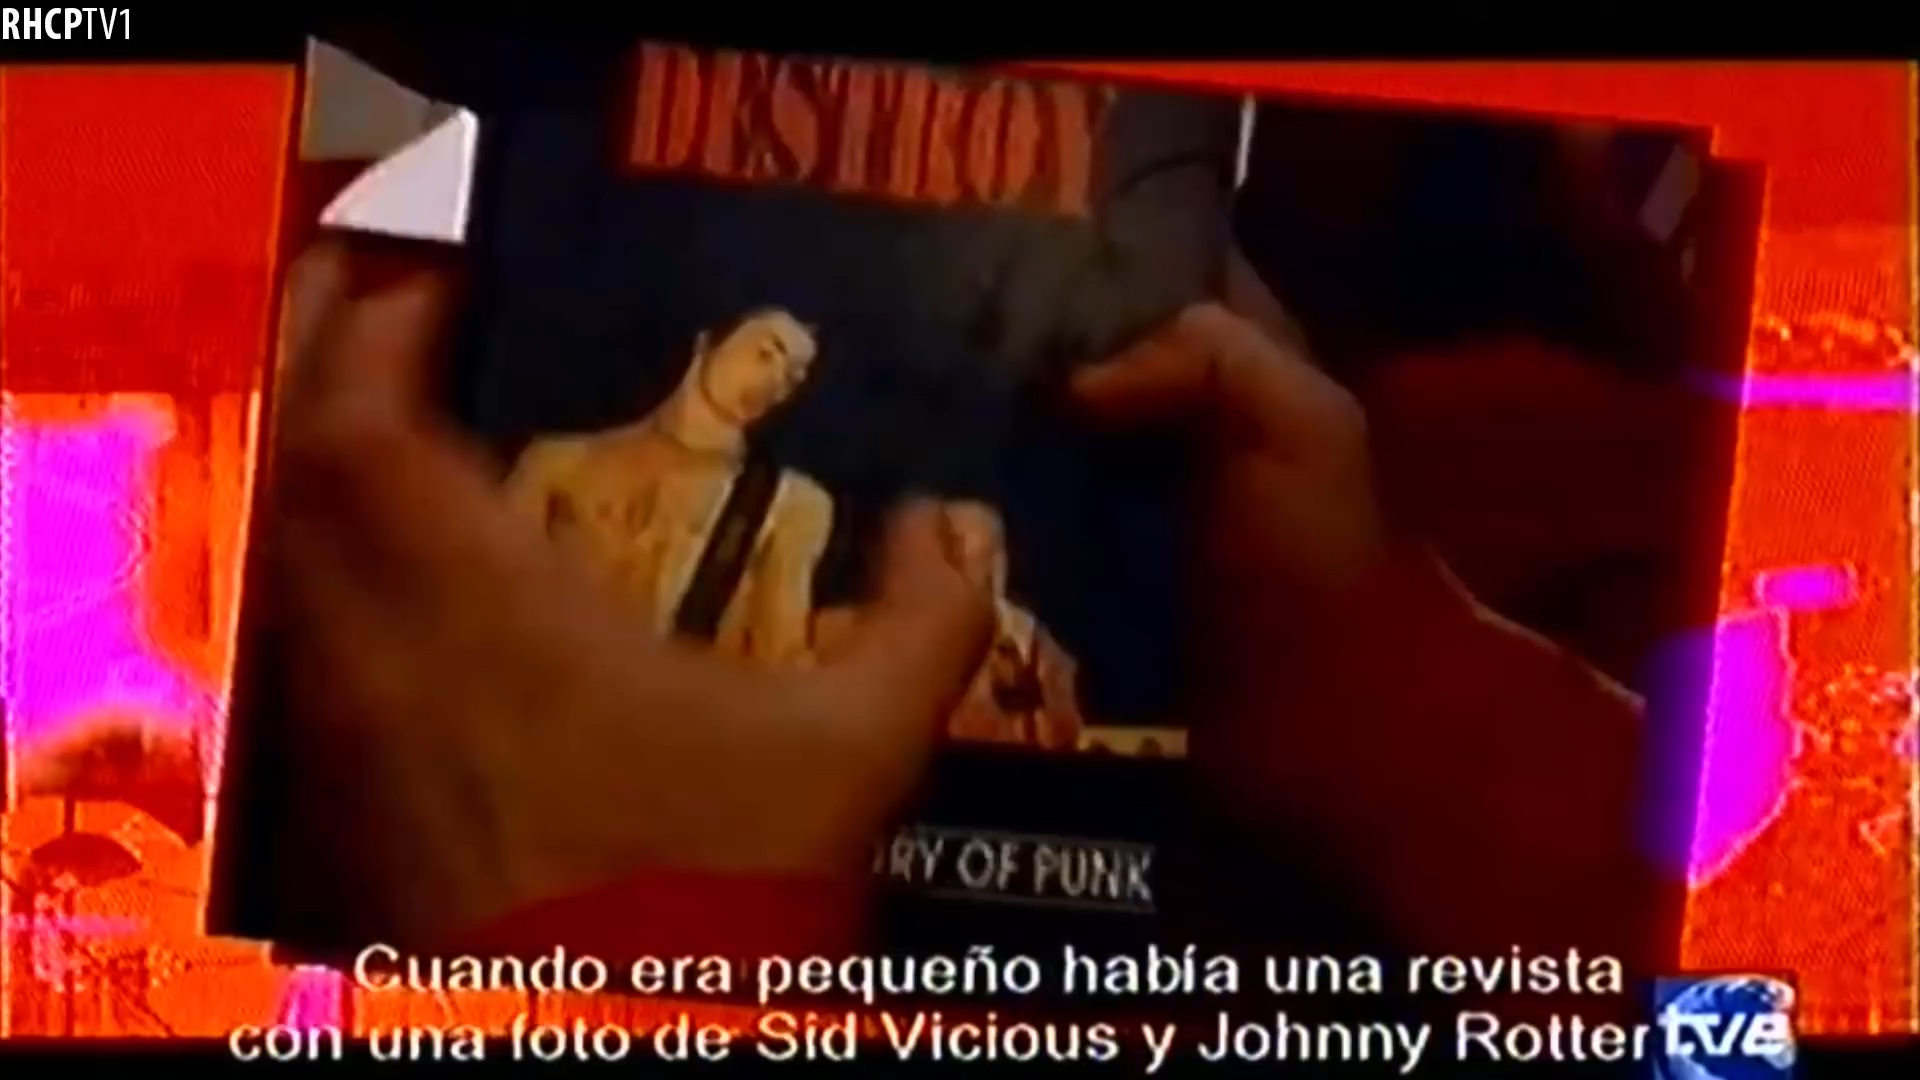 RHCPTV1
DESTROY
RY OF PUNK
Cuando era pequeño había una revista
con una foto de Sid Vicious y Johnny Rotter
tve